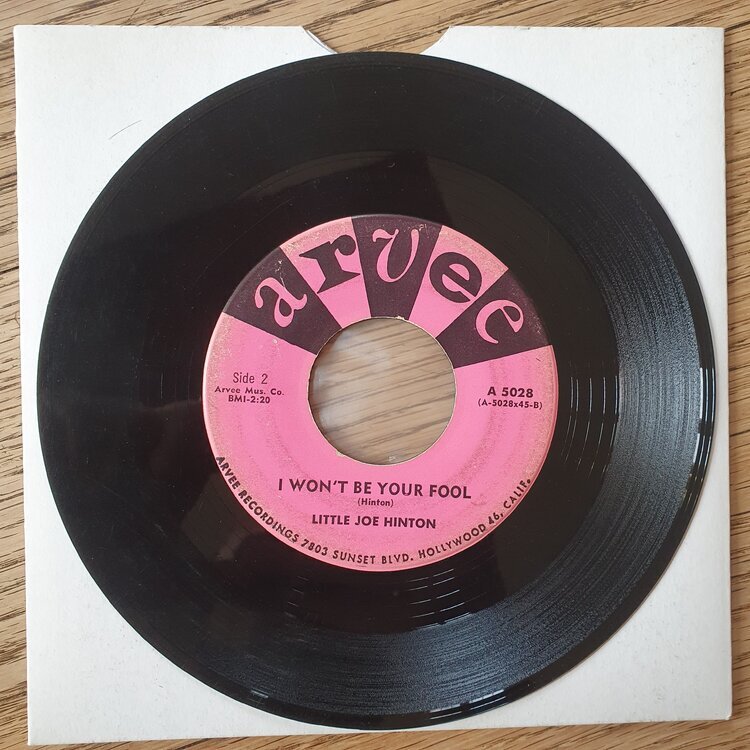 arvee
Side 2
Arvee Mus. Co.
BMI-2:20
A 5028
(A-5028x45-B)
I WON'T BE YOUR FOOL
(Hinton)
LITTLE JOE HINTON
ARVEE RECORDINGS 7803 SUNSET BLVD. HOLLYWOOD 46, CALIF.